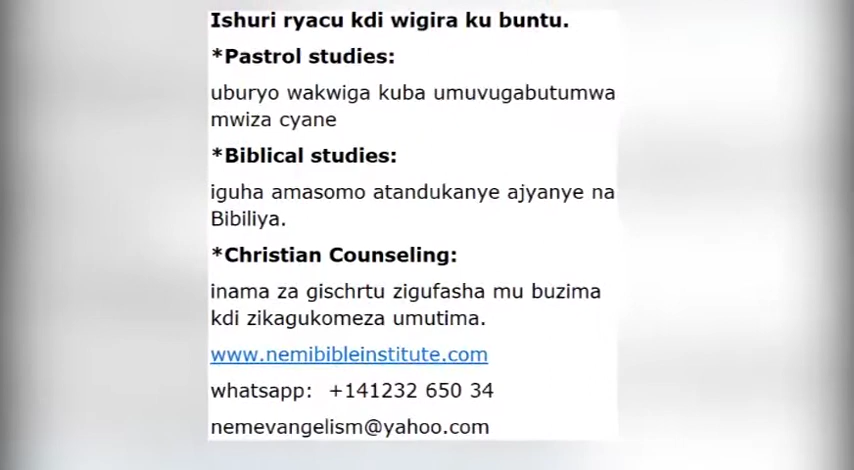 Ishuri ryacu kdi wigira ku buntu.
*Pastrol studies:
uburyo wakwiga kuba umuvugabutumwa
mwiza cyane
*Biblical studies:
iguha amasomo atandukanye ajyanye na
Bibiliya.
*Christian Counseling:
inama za gischrtu zigufasha mu buzima
kdi zikagukomeza umutima.
www.nemibibleinstitute.com
whatsapp: +141232 650 34
nemevangelism@yahoo.com